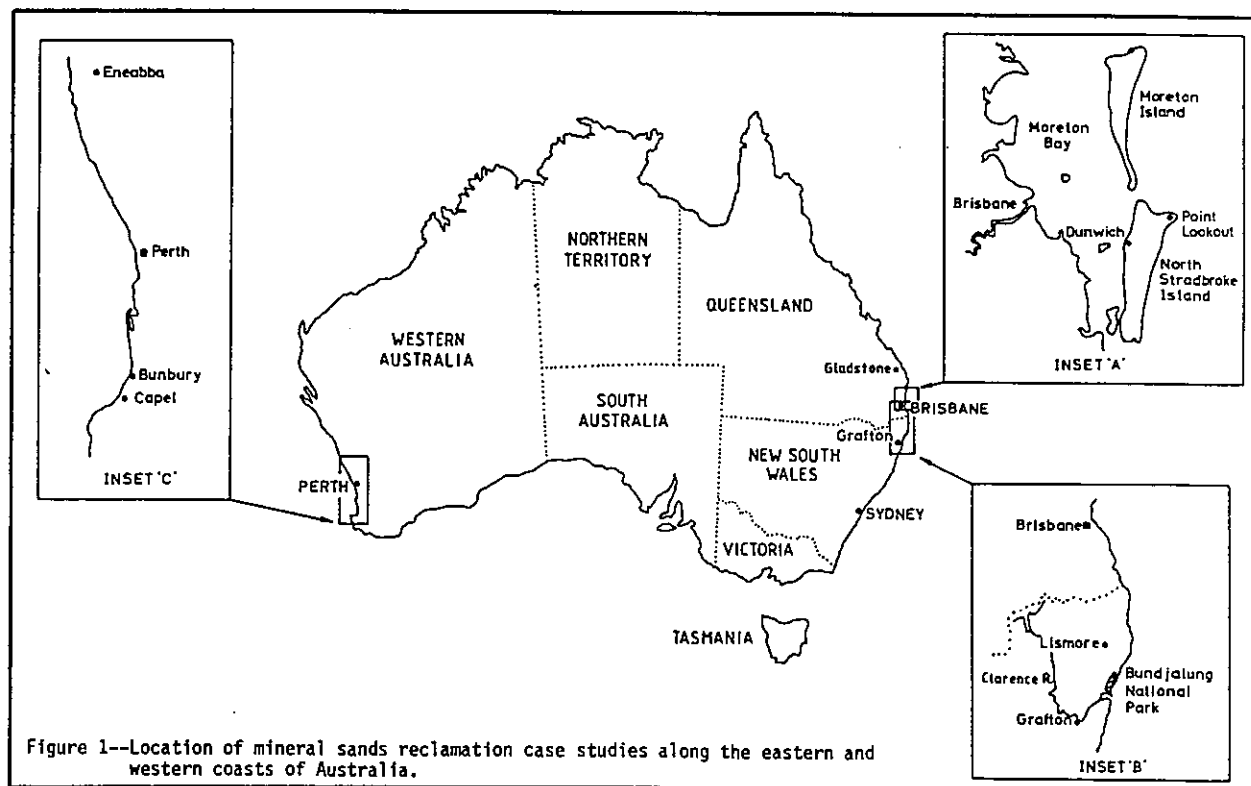 Eneabba
Perth
Bunbury
Capel
INSET 'C'
NORTHERN
TERRITORY
WESTERN
AUSTRALIA
QUEENSLAND
SOUTH
AUSTRALIA
Gladstone
BRISBANE
Grafton
NEW SOUTH
WALES
PERTH
SYDNEY
VICTORIA
TASMANIA
Moreton
Island
Moreton
Bay
Brisbane
Dunwich
Point
Lookout
North
Stradbroke
Island
INSET 'A'
Brisbane
Lismore
Clarence R.
Bundjalung
National
Park
Grafton
INSET 'B'
Figure 1--Location of mineral sands reclamation case studies along the eastern and
western coasts of Australia.